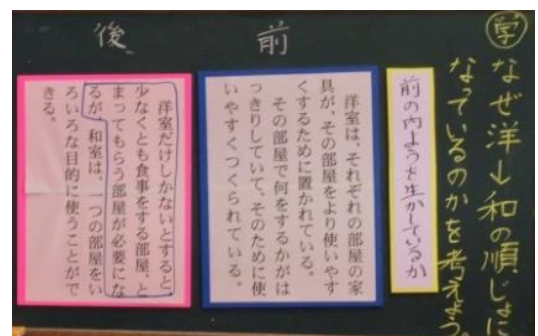 学
なぜ洋↓和の順じょに
なっているのかを考えよう
前の内ようを生かしているか
前
洋室は、それぞれの部屋の家
具が、その部屋をより使いやす
くするために置かれている。
その部屋で何をするかがは
っきりしていて、そのために使
いやすくつくられている。
後
洋室だけしかないとすると、
少なくとも食事をする部屋、と
まってもらう部屋が必要にな
るが、和室は、一つの部屋をい
ろいろな目的に使うことがで
きる。